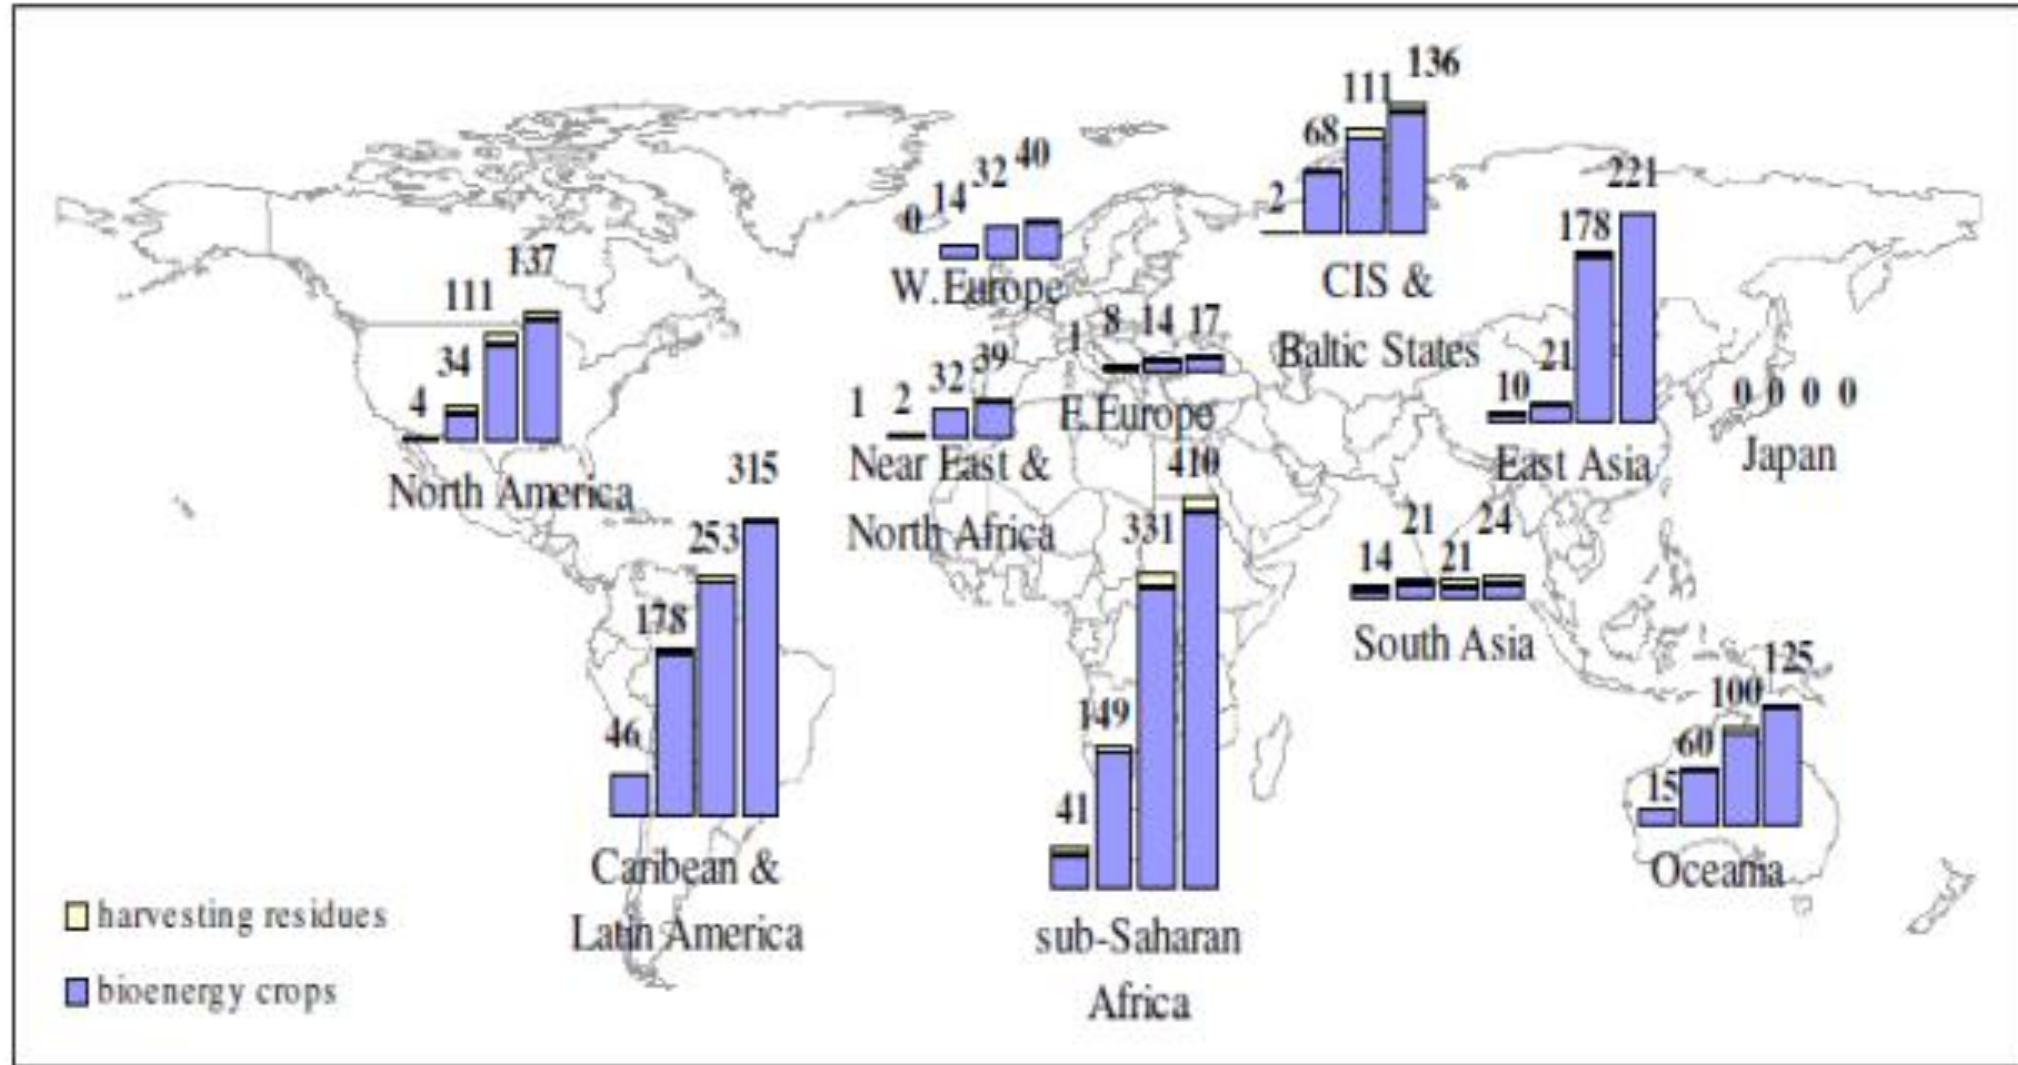 136
111
68
2
CIS &
Baltic States
0 14 32 40
W.Europe
221
178
21
10
East Asia
0 0 0 0
Japan
137
111
34
4
North America
1 8 14 17
E.Europe
1 2 32 39
Near East &
North Africa
315
253
178
46
Caribean &
Latin America
410
331
149
41
sub-Saharan
Africa
14 21 21 24
South Asia
125
100
60
15
Oceania
harvesting residues
bioenergy crops